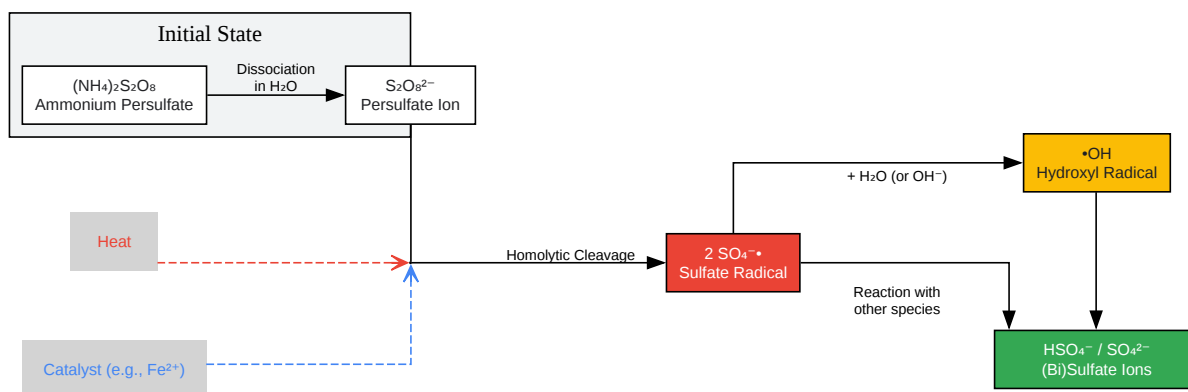 Initial State
(NH₄)₂S₂O₈
Ammonium Persulfate
Dissociation
in H₂O
S₂O₈²⁻
Persulfate Ion
•OH
Hydroxyl Radical
+ H₂O (or OH⁻)
Heat
Homolytic Cleavage
2 SO₄⁻•
Sulfate Radical
Reaction with
other species
Catalyst (e.g., Fe²⁺)
HSO₄⁻ / SO₄²⁻
(Bi)Sulfate Ions